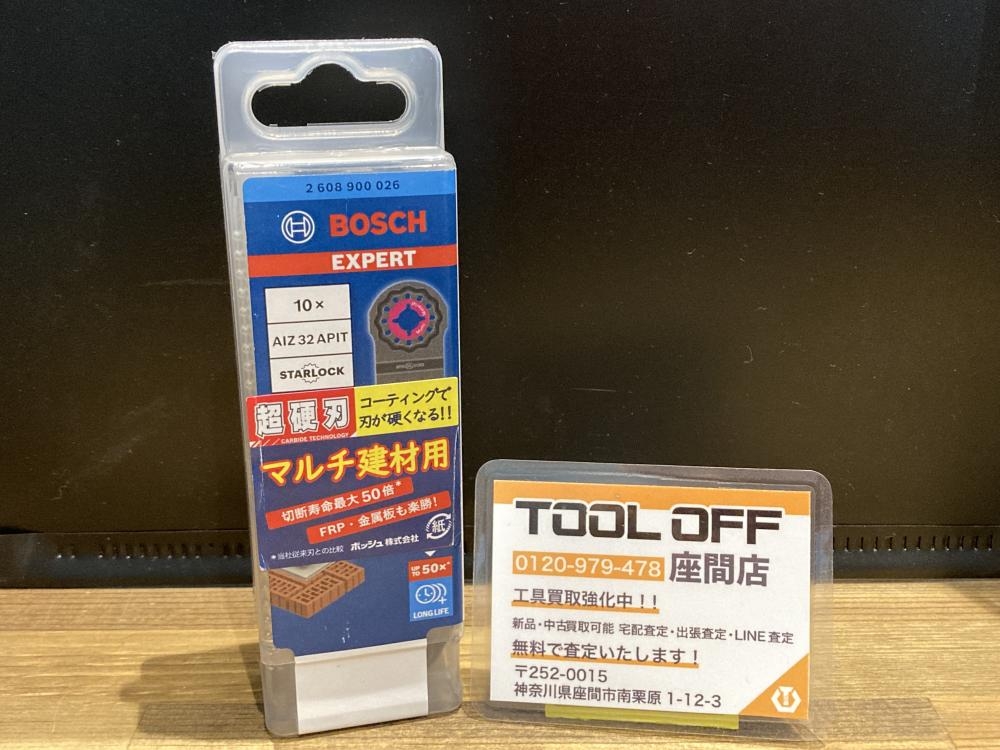 2 608 900 026
BOSCH
EXPERT
10×
AIZ 32 APIT
STARLOCK
超硬刃
CARBIDE TECHNOLOGY
コーティングで
刃が硬くなる!!
マルチ建材用
切断寿命最大50倍*
FRP・金属板も楽勝!
*当社従来刃との比較 ボッシュ株式会社
紙
UP TO 50×*
LONG LIFE
TOOL OFF
0120-979-478 座間店
工具買取強化中!!
新品・中古買取可能 宅配査定・出張査定・LINE査定
無料で査定いたします!
〒252-0015
神奈川県座間市南栗原 1-12-3